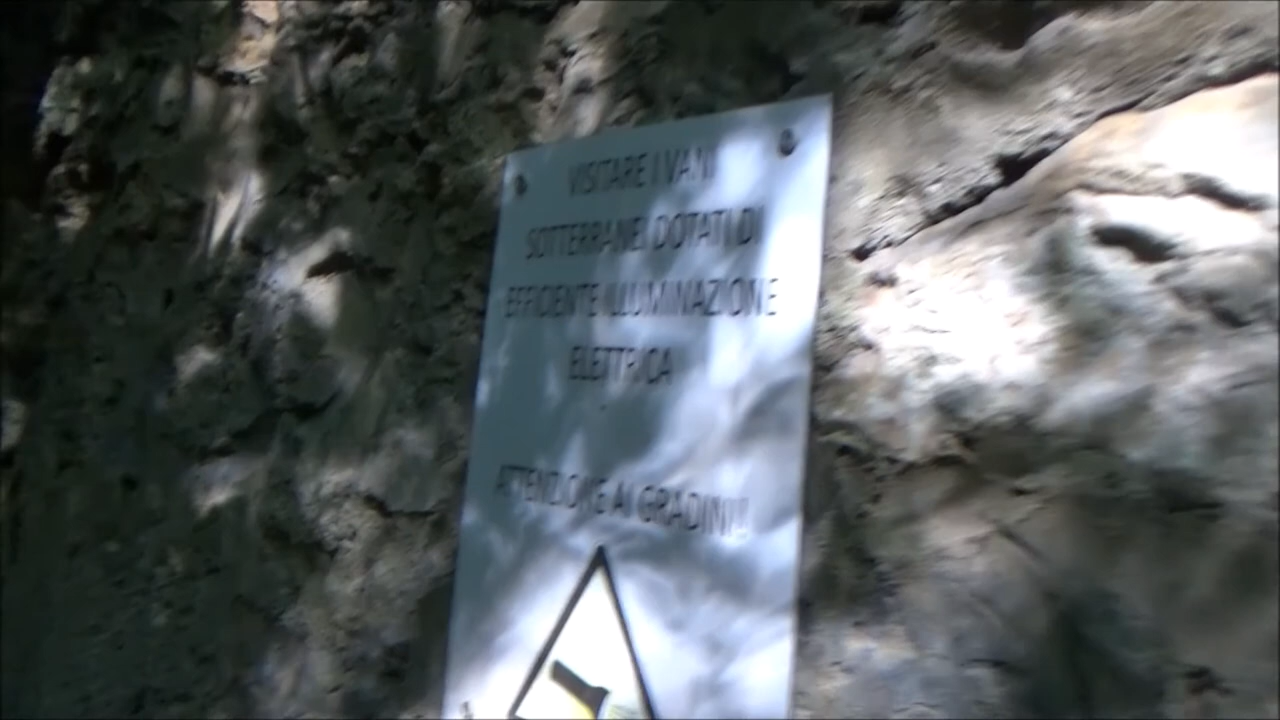 VISITARE I VANI
SOTTERRANEI DOTATI DI
EFFICIENTE ILLUMINAZIONE
ELETTRICA
ATTENZIONE AI GRADINI!!